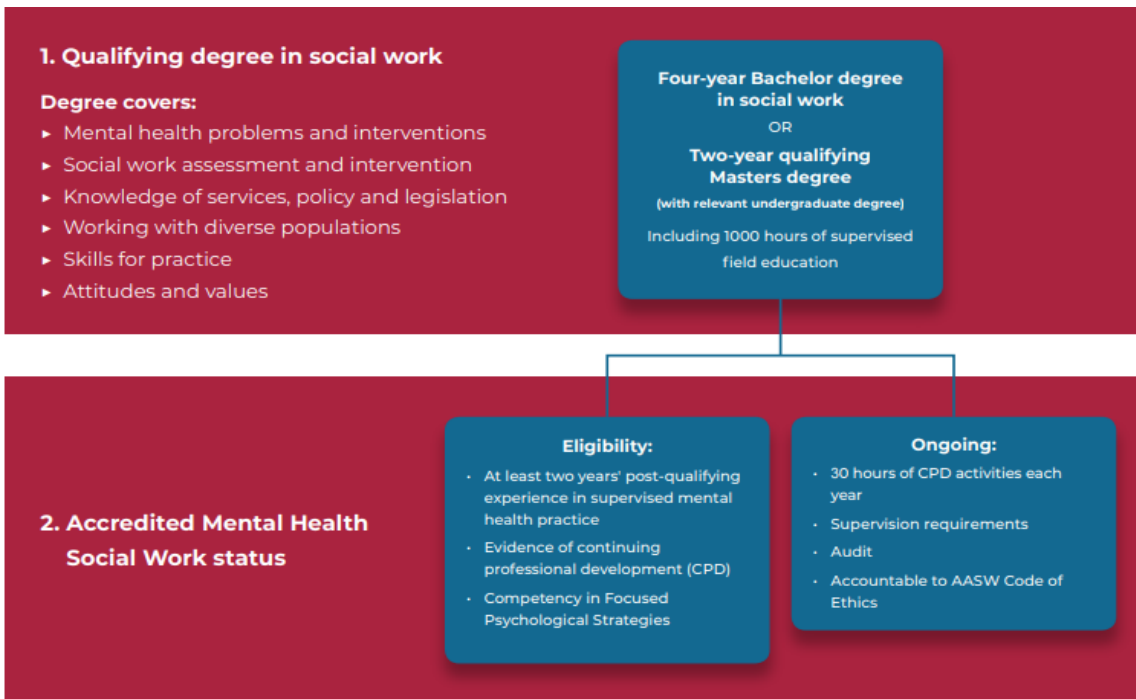 1. Qualifying degree in social work
Degree covers:
▸ Mental health problems and interventions
▸ Social work assessment and intervention
▸ Knowledge of services, policy and legislation
▸ Working with diverse populations
▸ Skills for practice
▸ Attitudes and values
Four-year Bachelor degree
in social work
OR
Two-year qualifying
Masters degree
(with relevant undergraduate degree)
Including 1000 hours of supervised
field education
2. Accredited Mental Health
Social Work status
Eligibility:
• At least two years' post-qualifying
experience in supervised mental
health practice
• Evidence of continuing
professional development (CPD)
• Competency in Focused
Psychological Strategies
Ongoing:
• 30 hours of CPD activities each
year
• Supervision requirements
• Audit
• Accountable to AASW Code of
Ethics